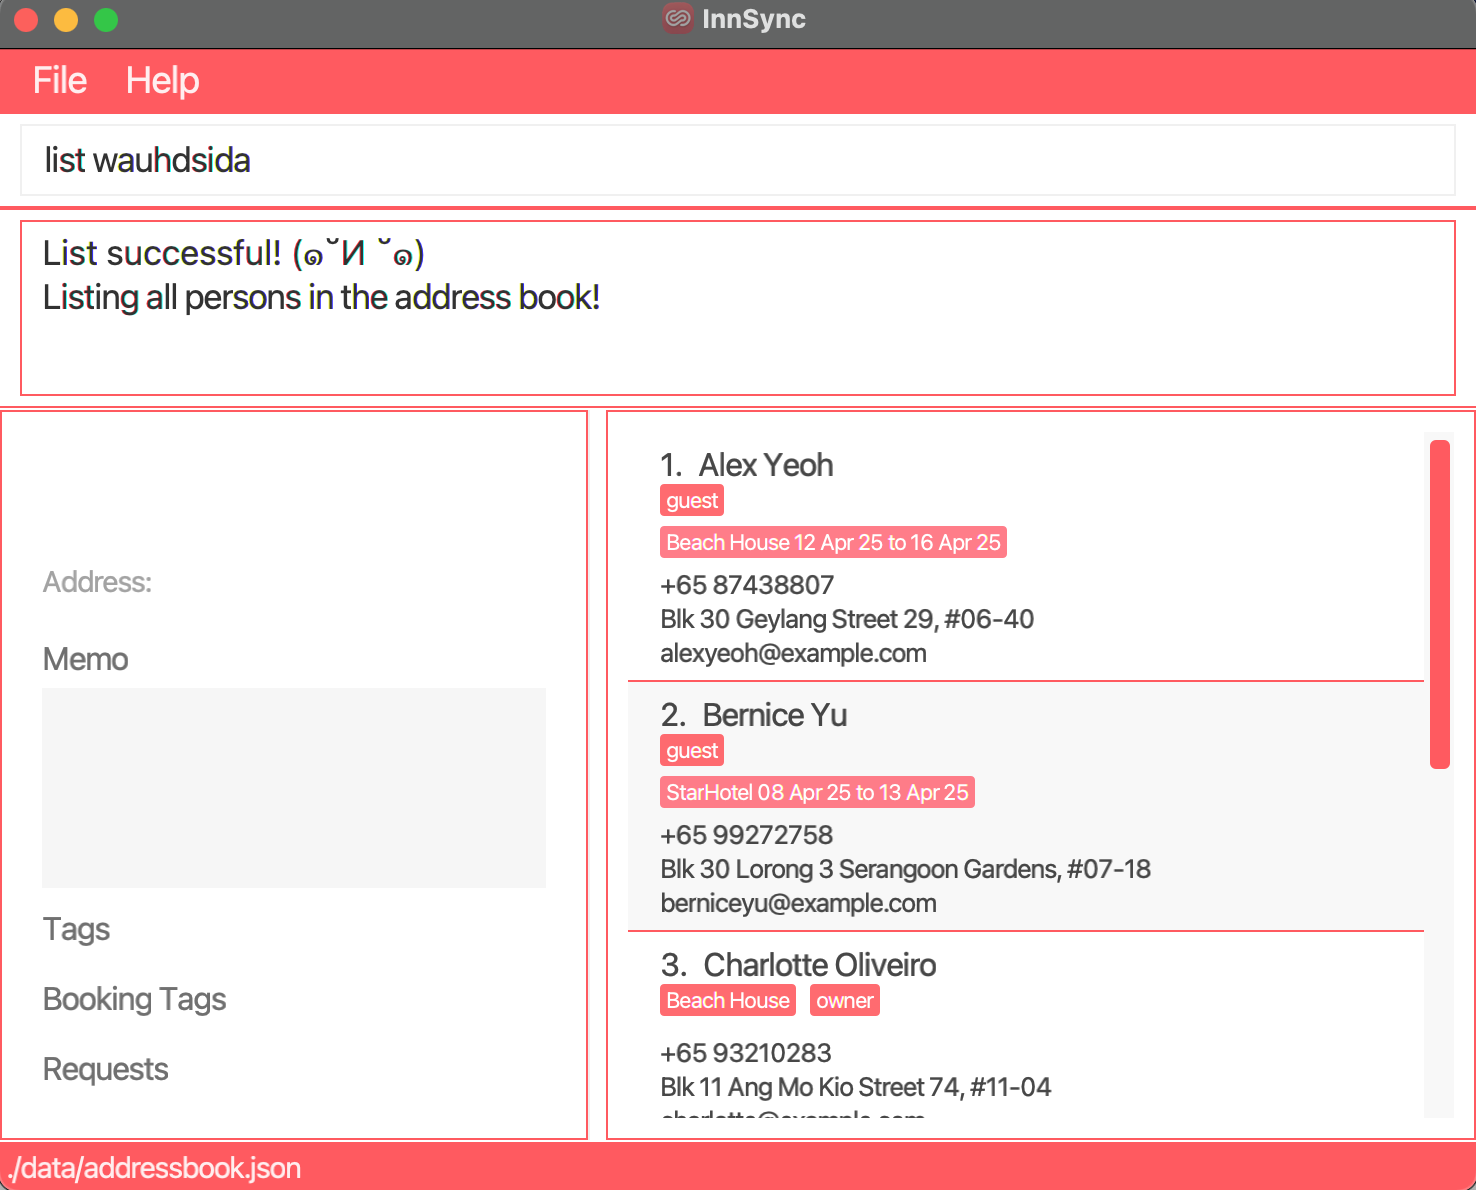 InnSync
File Help
list wauhdsida
List successful! (๑˘И ˘๑)
Listing all persons in the address book!
Address:
Memo
Tags
Booking Tags
Requests
1. Alex Yeoh
guest
Beach House 12 Apr 25 to 16 Apr 25
+65 87438807
Blk 30 Geylang Street 29, #06-40
alexyeoh@example.com
2. Bernice Yu
guest
StarHotel 08 Apr 25 to 13 Apr 25
+65 99272758
Blk 30 Lorong 3 Serangoon Gardens, #07-18
berniceyu@example.com
3. Charlotte Oliveiro
Beach House owner
+65 93210283
Blk 11 Ang Mo Kio Street 74, #11-04
./data/addressbook.json